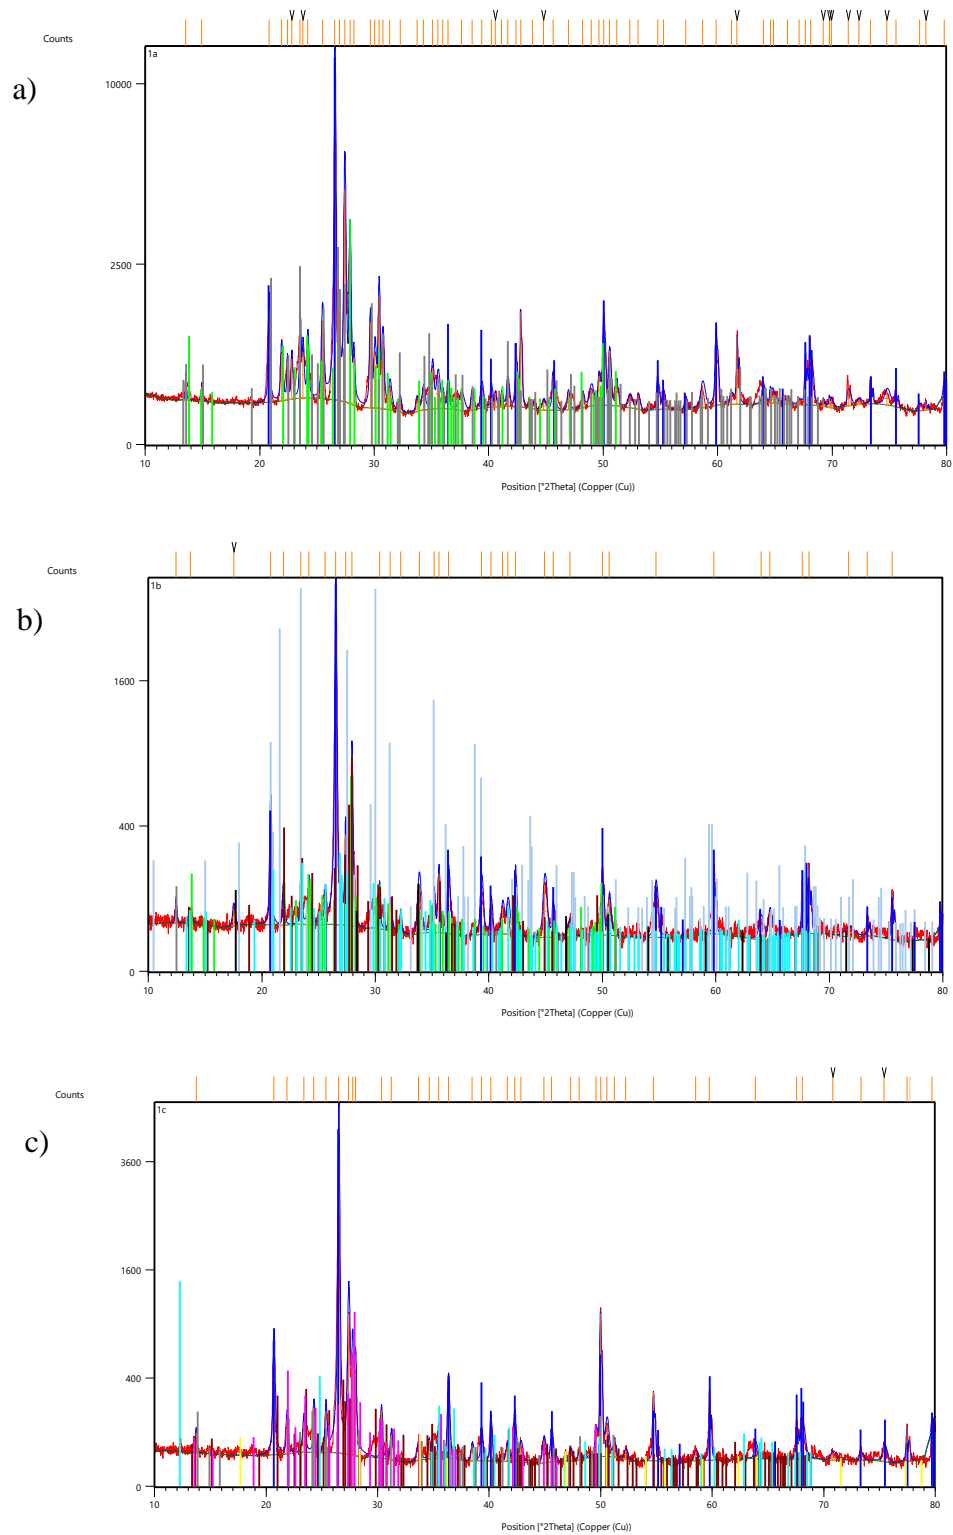 Counts
1a
a)
10000
2500
0
10 20 30 40 50 60 70 80
Position [°2Theta] (Copper (Cu))
Counts
1b
b)
1600
400
0
10 20 30 40 50 60 70 80
Position [°2Theta] (Copper (Cu))
Counts
1c
c)
3600
1600
400
0
10 20 30 40 50 60 70 80
Position [°2Theta] (Copper (Cu))